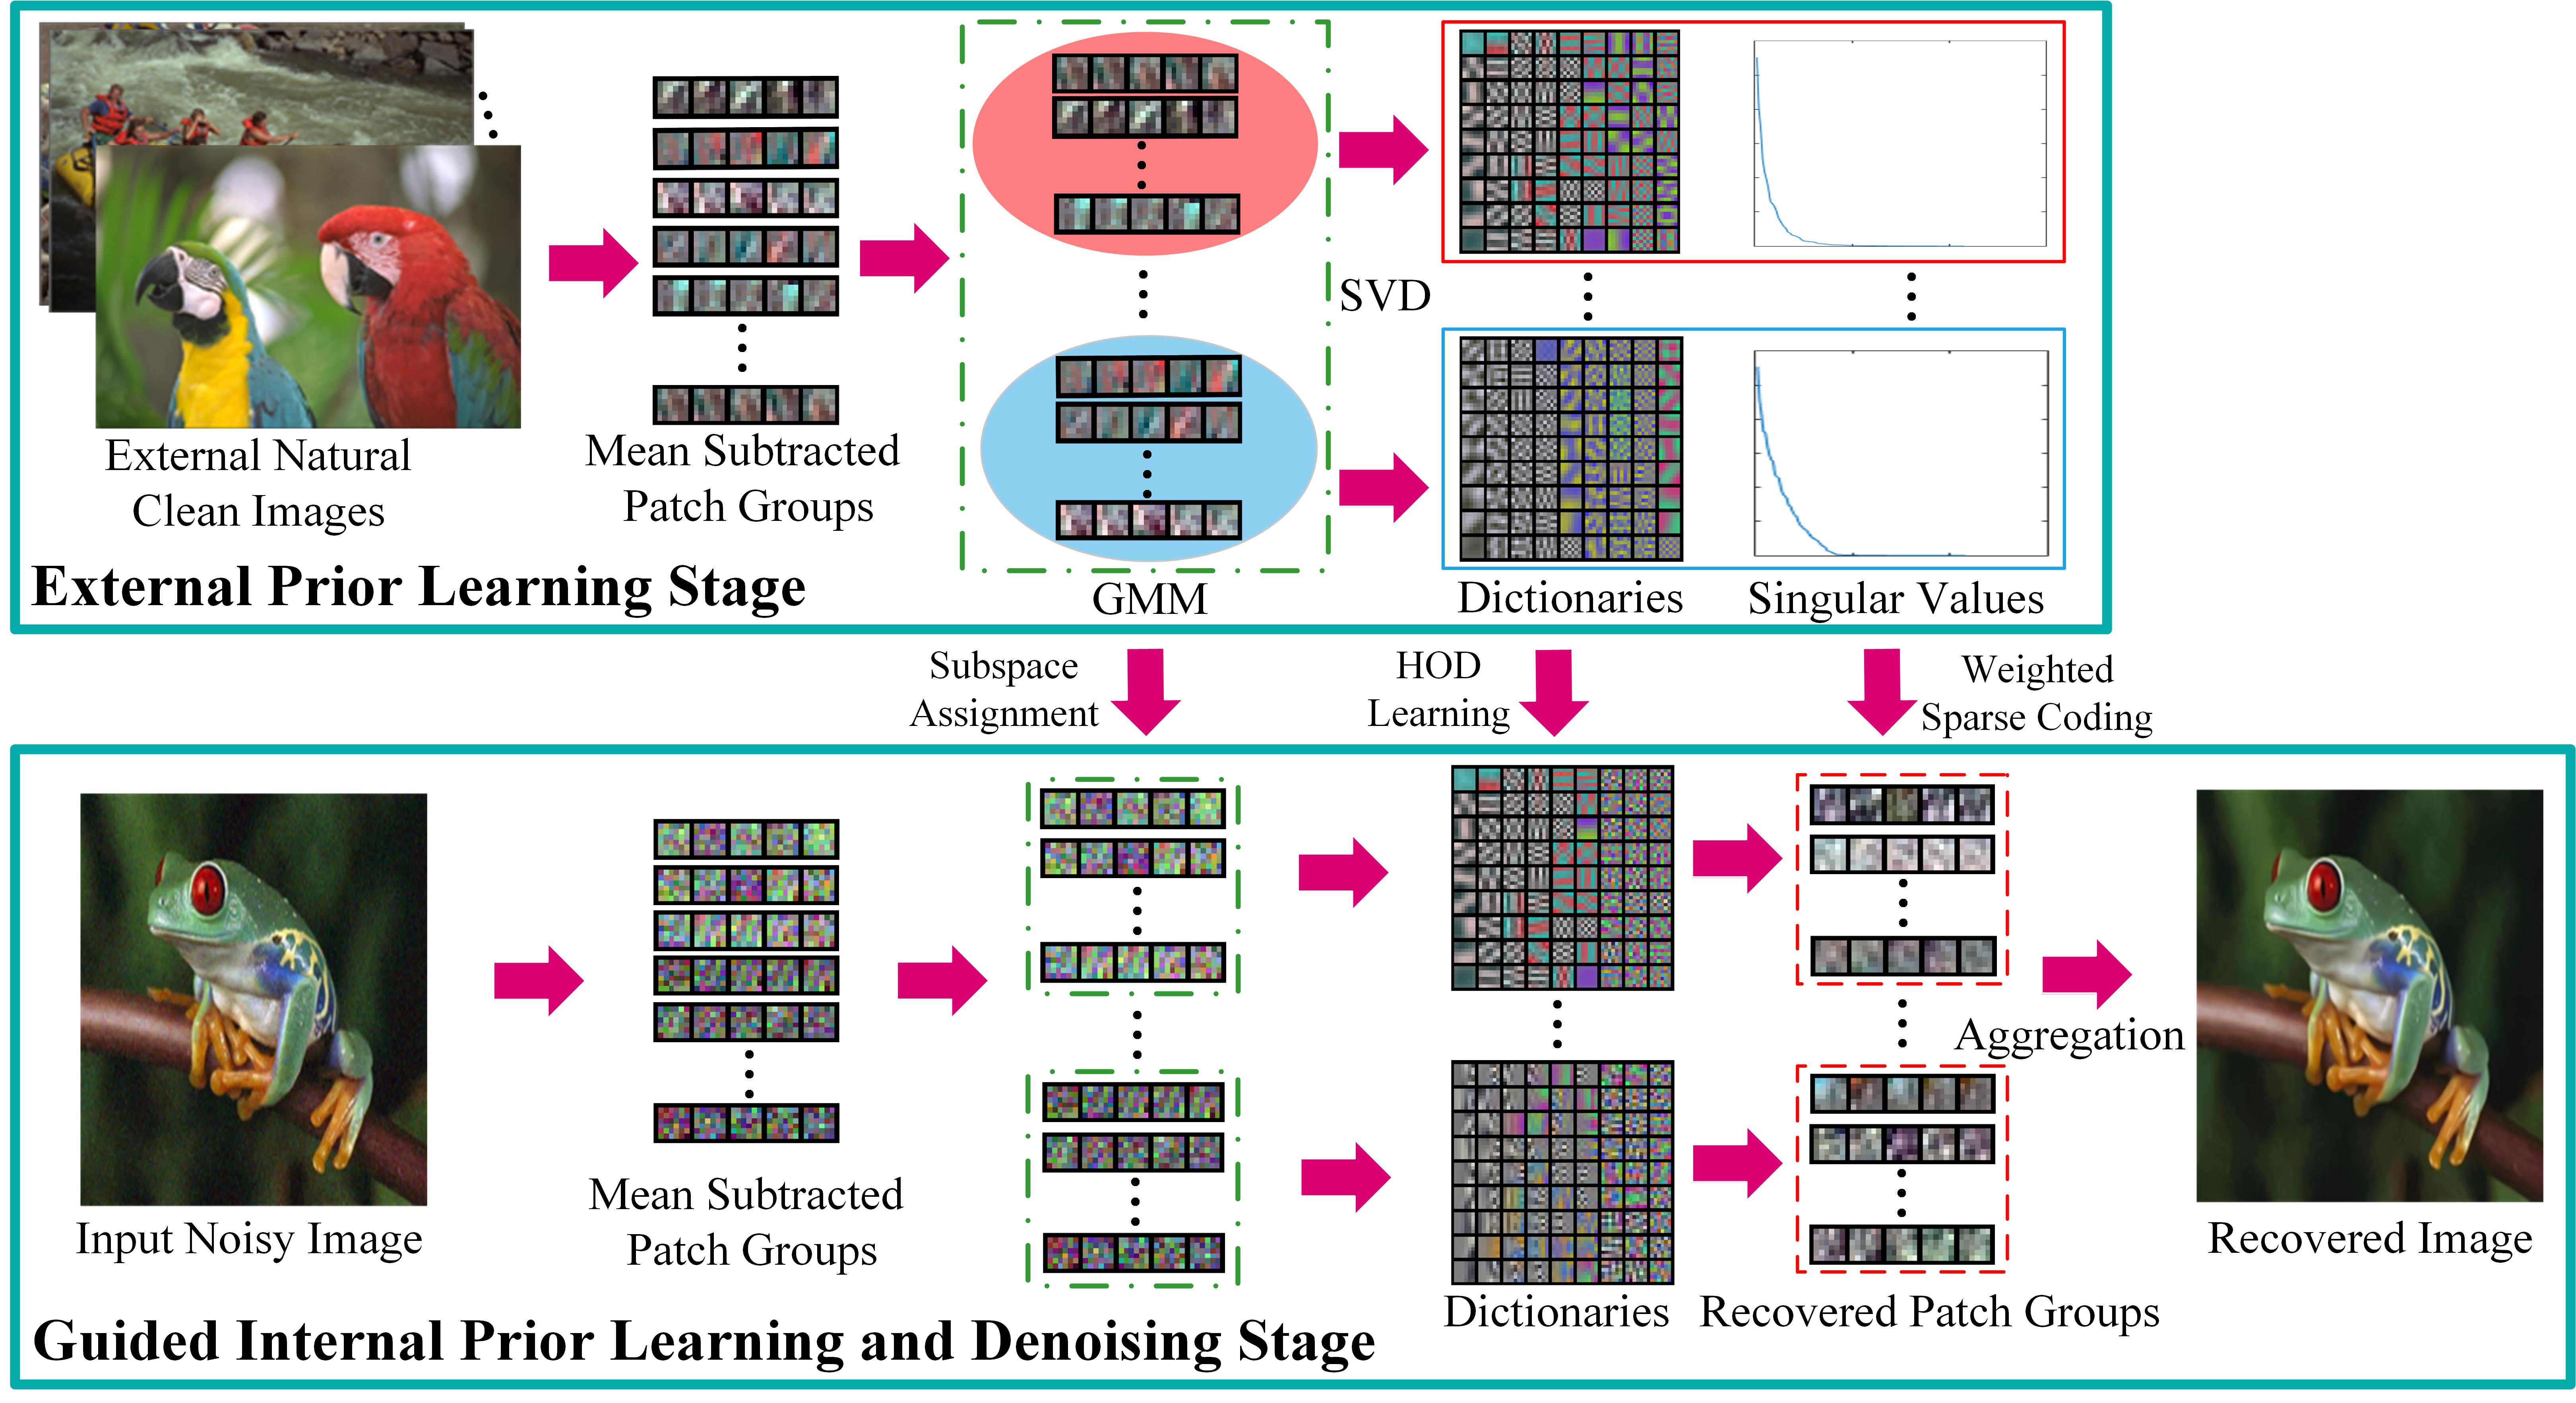 External Natural
Clean Images
Mean Subtracted
Patch Groups
GMM
SVD
Dictionaries
Singular Values
External Prior Learning Stage
Subspace
Assignment
HOD
Learning
Weighted
Sparse Coding
Input Noisy Image
Mean Subtracted
Patch Groups
Dictionaries
Recovered Patch Groups
Aggregation
Recovered Image
Guided Internal Prior Learning and Denoising Stage